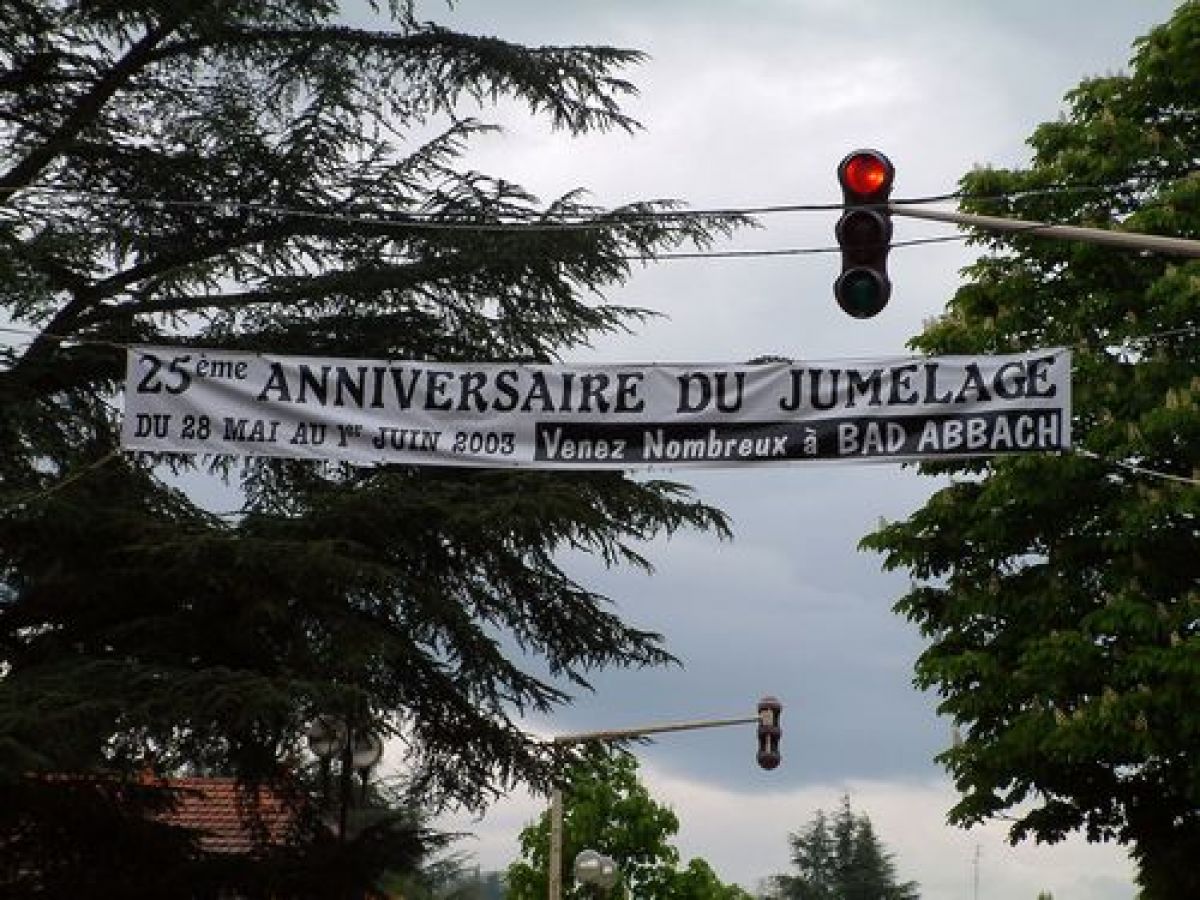 25ème ANNIVERSAIRE DU JUMELAGE
DU 28 MAI AU 1er JUIN 2003 Venez Nombreux à BAD ABBACH